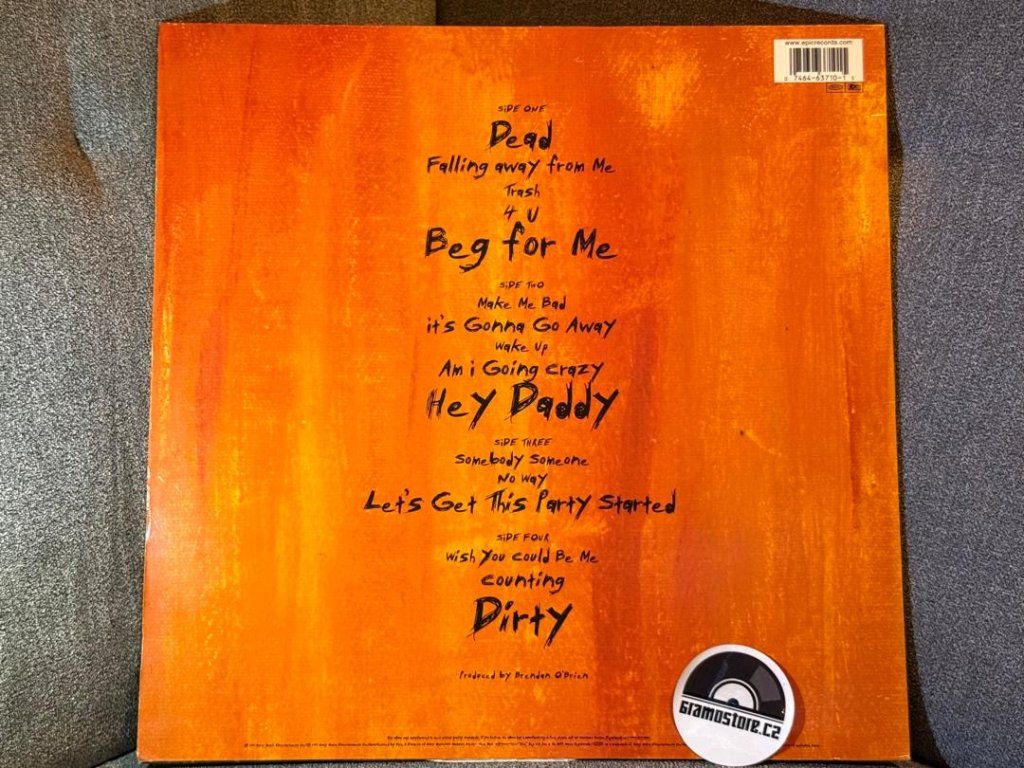 www.epicrecords.com
7464-63710-1
SiDE ONE
Dead
Falling away from Me
Trash
4 U
Beg for Me
SiDE TWO
Make Me Bad
it's Gonna Go Away
Wake Up
Am i Going crazy
Hey Daddy
SiDE THREE
Somebody Someone
No Way
Let's Get This Party Started
SiDE FOUR
Wish You Could Be Me
counting
Dirty
Produced by Brendan O'Brien
Gramostore.cz